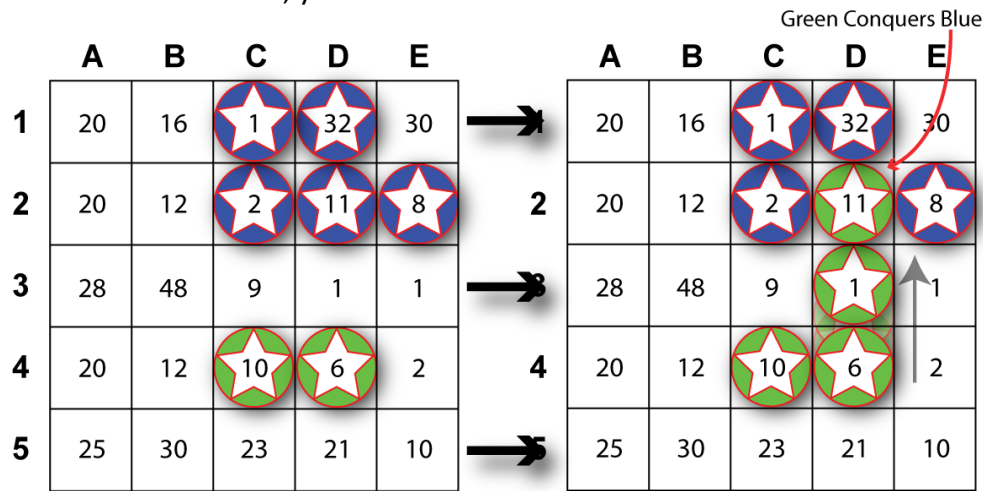 Green Conquers Blue
A B C D E A B C D E
1 20 16 1 32 30 20 16 1 32 30
2 20 12 2 11 8 2 20 12 2 11 8
3 28 48 9 1 1 3 28 48 9 1 1
4 20 12 10 6 2 4 20 12 10 6 2
5 25 30 23 21 10 5 25 30 23 21 10